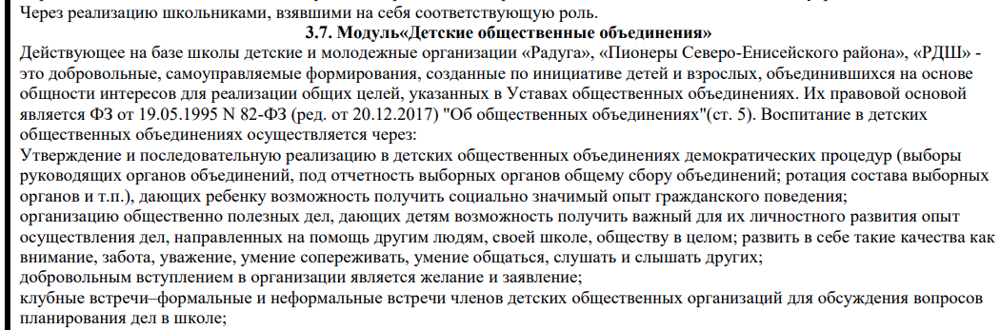 Через реализацию школьниками, взявшими на себя соответствующую роль.
3.7. Модуль«Детские общественные объединения»
Действующее на базе школы детские и молодежные организации «Радуга», «Пионеры Северо-Енисейского района», «РДШ» -
это добровольные, самоуправляемые формирования, созданные по инициативе детей и взрослых, объединившихся на основе
общности интересов для реализации общих целей, указанных в Уставах общественных объединениях. Их правовой основой
является ФЗ от 19.05.1995 N 82-ФЗ (ред. от 20.12.2017) "Об общественных объединениях"(ст. 5). Воспитание в детских
общественных объединениях осуществляется через:
Утверждение и последовательную реализацию в детских общественных объединениях демократических процедур (выборы
руководящих органов объединений, под отчетность выборных органов общему сбору объединений; ротация состава выборных
органов и т.п.), дающих ребенку возможность получить социально значимый опыт гражданского поведения;
организацию общественно полезных дел, дающих детям возможность получить важный для их личностного развития опыт
осуществления дел, направленных на помощь другим людям, своей школе, обществу в целом; развить в себе такие качества как
внимание, забота, уважение, умение сопереживать, умение общаться, слушать и слышать других;
добровольным вступлением в организации является желание и заявление;
клубные встречи–формальные и неформальные встречи членов детских общественных организаций для обсуждения вопросов
планирования дел в школе;